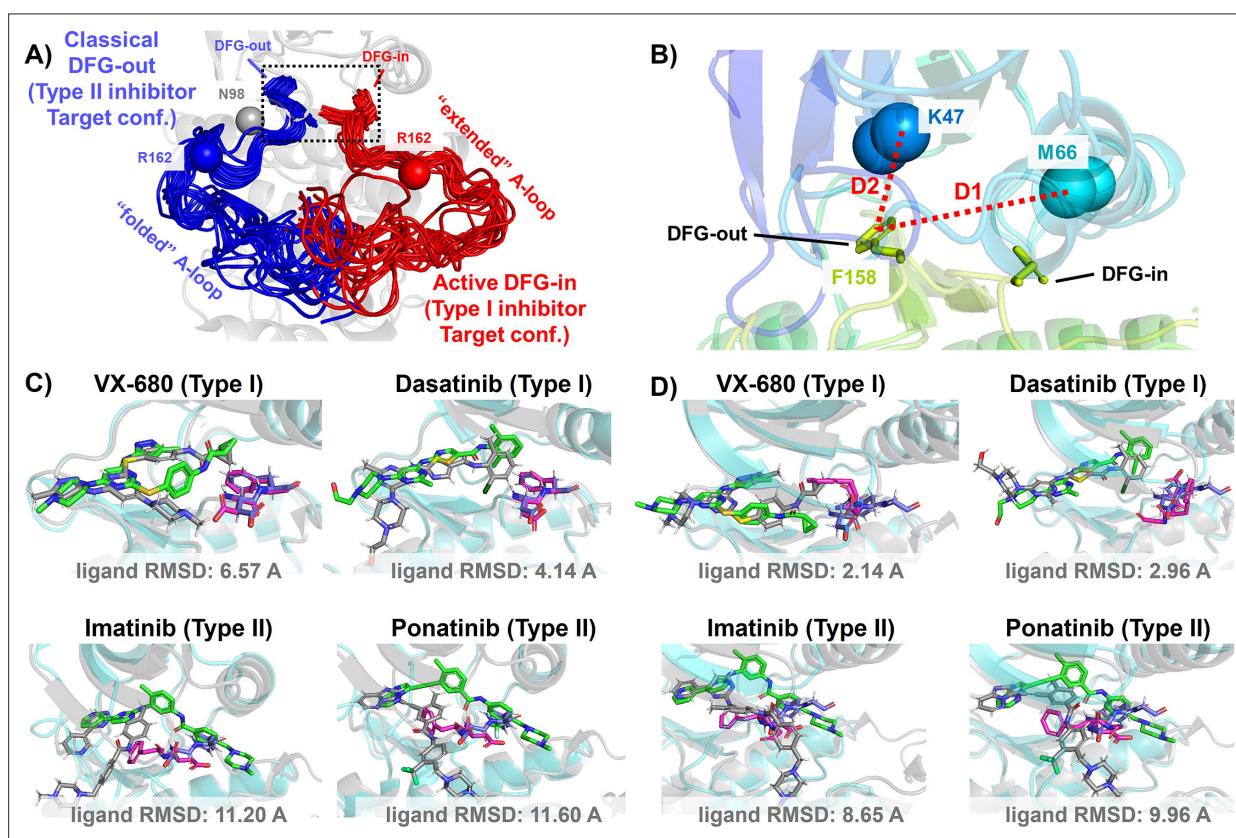 A)
Classical
DFG-out
(Type II inhibitor
Target conf.)
DFG-out
DFG-in
N98
R162
R162
"extended" A-loop
"folded" A-loop
Active DFG-in
(Type I inhibitor
Target conf.)
B)
K47
M66
D2
D1
DFG-out
F158
DFG-in
C)
VX-680 (Type I)
Dasatinib (Type I)
ligand RMSD: 6.57 A
ligand RMSD: 4.14 A
Imatinib (Type II)
Ponatinib (Type II)
ligand RMSD: 11.20 A
ligand RMSD: 11.60 A
D)
VX-680 (Type I)
Dasatinib (Type I)
ligand RMSD: 2.14 A
ligand RMSD: 2.96 A
Imatinib (Type II)
Ponatinib (Type II)
ligand RMSD: 8.65 A
ligand RMSD: 9.96 A